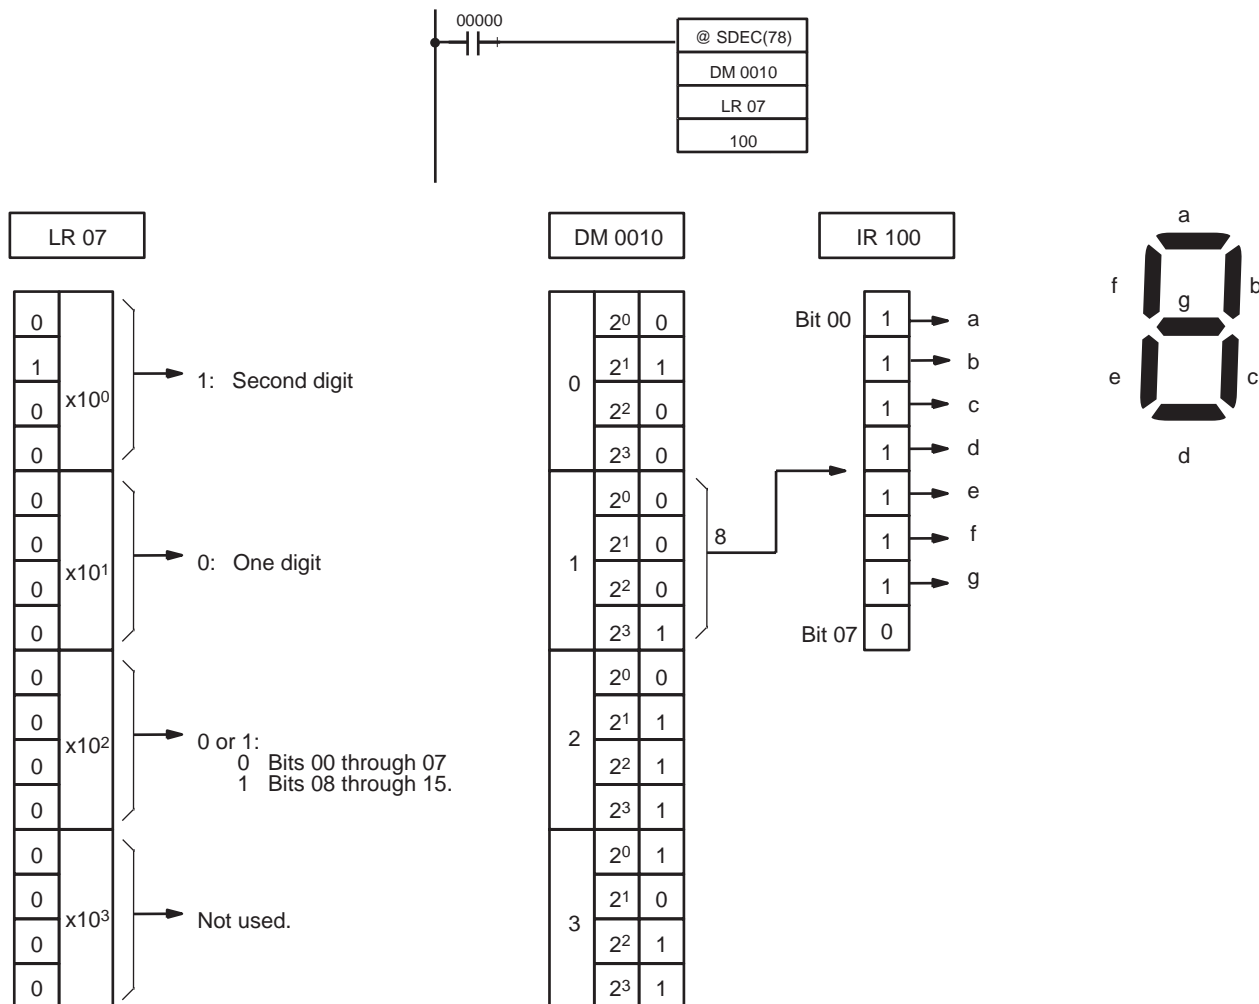 00000
@ SDEC(78)
DM 0010
LR 07
100
LR 07
0
1
0
0
x10⁰
1: Second digit
0
0
0
0
x10¹
0: One digit
0
0
0
0
x10²
0 or 1:
0 Bits 00 through 07
1 Bits 08 through 15.
0
0
0
0
x10³
Not used.
DM 0010
0
2⁰ 0
2¹ 1
2² 0
2³ 0
1
2⁰ 0
2¹ 0
2² 0
2³ 1
8
2
2⁰ 0
2¹ 1
2² 1
2³ 1
3
2⁰ 1
2¹ 0
2² 1
2³ 1
IR 100
Bit 00 1 a
1 b
1 c
1 d
1 e
1 f
1 g
Bit 07 0
a
f
b
g
e
c
d